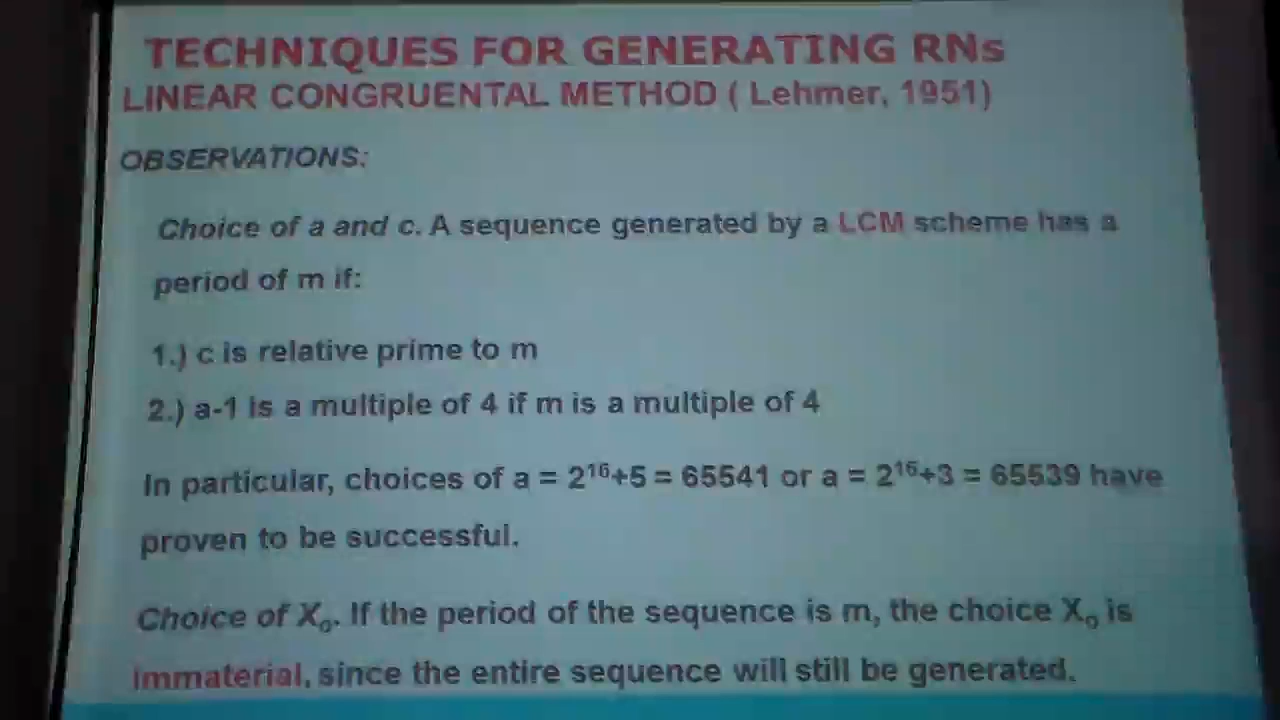 TECHNIQUES FOR GENERATING RNs
LINEAR CONGRUENTAL METHOD ( Lehmer, 1951)
OBSERVATIONS:
Choice of a and c. A sequence generated by a LCM scheme has a
period of m if:
1.) c is relative prime to m
2.) a-1 is a multiple of 4 if m is a multiple of 4
In particular, choices of a = 2¹⁶+5 = 65541 or a = 2¹⁶+3 = 65539 have
proven to be successful.
Choice of X₀. If the period of the sequence is m, the choice X₀ is
immaterial, since the entire sequence will still be generated.